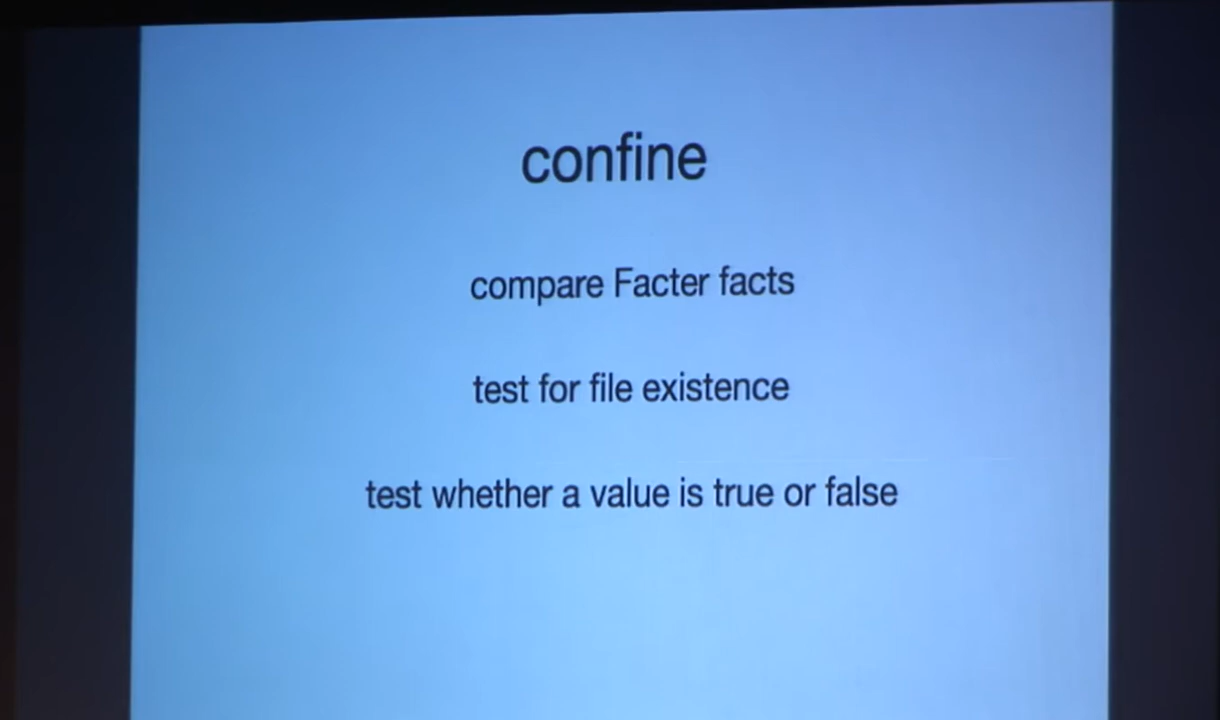 confine
compare Facter facts
test for file existence
test whether a value is true or false